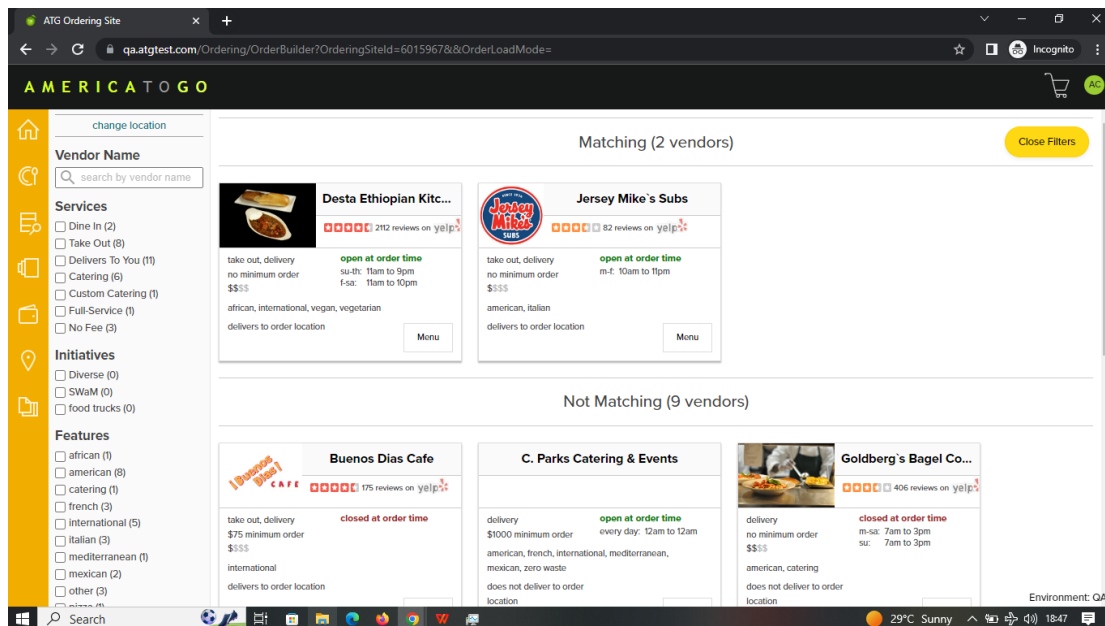 ATG Ordering Site
qa.atgtest.com/Ordering/OrderBuilder?OrderingSiteId=6015967&&OrderLoadMode=
Incognito
AMERICATOGO
AC
change location
Vendor Name
search by vendor name
Services
Dine In (2)
Take Out (8)
Delivers To You (11)
Catering (6)
Custom Catering (1)
Full-Service (1)
No Fee (3)
Initiatives
Diverse (0)
SWaM (0)
food trucks (0)
Features
african (1)
american (8)
catering (1)
french (3)
international (5)
italian (3)
mediterranean (1)
mexican (2)
other (3)
pizza (1)
Matching (2 vendors)
Close Filters
Desta Ethiopian Kitc...
2112 reviews on yelp
take out, delivery
no minimum order
$$$$
open at order time
su-th: 11am to 9pm
f-sa: 11am to 10pm
african, international, vegan, vegetarian
delivers to order location
Menu
SINCE 1956
Jersey
Mike's
SUBS
Jersey Mike`s Subs
82 reviews on yelp
take out, delivery
no minimum order
$$$$
open at order time
m-f: 10am to 11pm
american, italian
delivers to order location
Menu
Not Matching (9 vendors)
¡Buenos
Dias!
CAFE
Buenos Dias Cafe
175 reviews on yelp
take out, delivery
$75 minimum order
$$$$
closed at order time
international
delivers to order location
C. Parks Catering & Events
delivery
$1000 minimum order
open at order time
every day: 12am to 12am
american, french, international, mediterranean,
mexican, zero waste
does not deliver to order
location
Goldberg`s Bagel Co...
406 reviews on yelp
delivery
no minimum order
$$$$
closed at order time
m-sa: 7am to 3pm
su: 7am to 3pm
american, catering
does not deliver to order
location
Environment: QA
Search
29°C Sunny
18:47